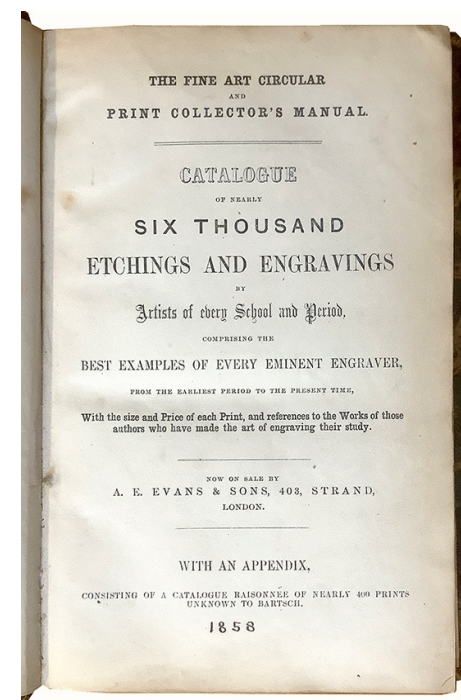 THE FINE ART CIRCULAR
AND
PRINT COLLECTOR'S MANUAL.
CATALOGUE
OF NEARLY
SIX THOUSAND
ETCHINGS AND ENGRAVINGS
BY
Artists of every School and Period,
COMPRISING THE
BEST EXAMPLES OF EVERY EMINENT ENGRAVER,
FROM THE EARLIEST PERIOD TO THE PRESENT TIME,
With the size and Price of each Print, and references to the Works of those
authors who have made the art of engraving their study.
NOW ON SALE BY
A. E. EVANS & SONS, 403, STRAND,
LONDON.
WITH AN APPENDIX,
CONSISTING OF A CATALOGUE RAISONNEE OF NEARLY 400 PRINTS
UNKNOWN TO BARTSCH.
1858